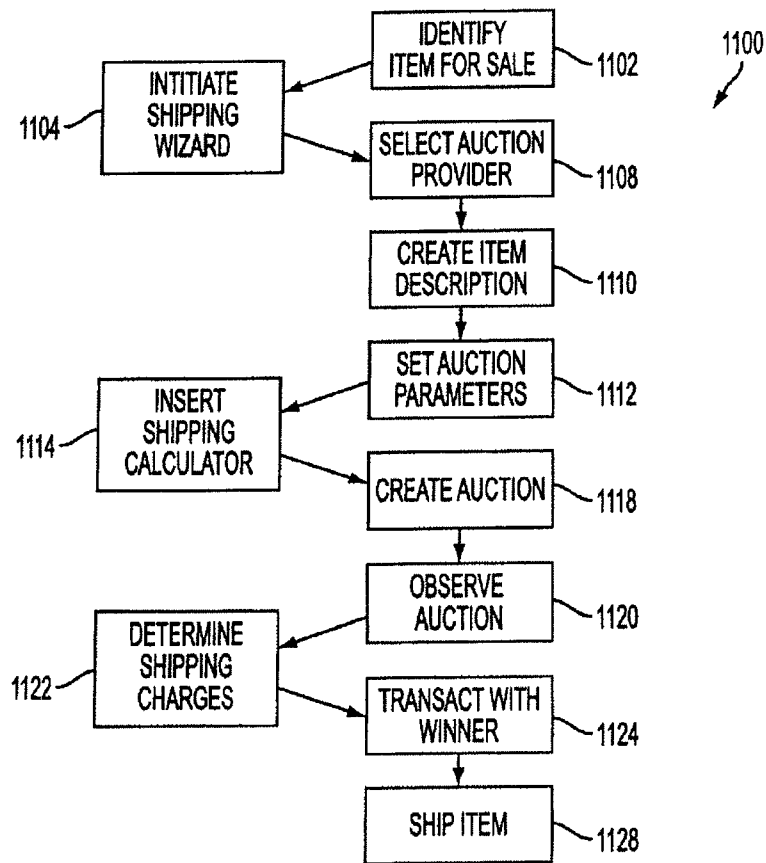 IDENTIFY
ITEM FOR SALE
1102
1100
INTITIATE
SHIPPING
WIZARD
1104
SELECT AUCTION
PROVIDER
1108
CREATE ITEM
DESCRIPTION
1110
SET AUCTION
PARAMETERS
1112
INSERT
SHIPPING
CALCULATOR
1114
CREATE AUCTION
1118
OBSERVE
AUCTION
1120
DETERMINE
SHIPPING
CHARGES
1122
TRANSACT WITH
WINNER
1124
SHIP ITEM
1128